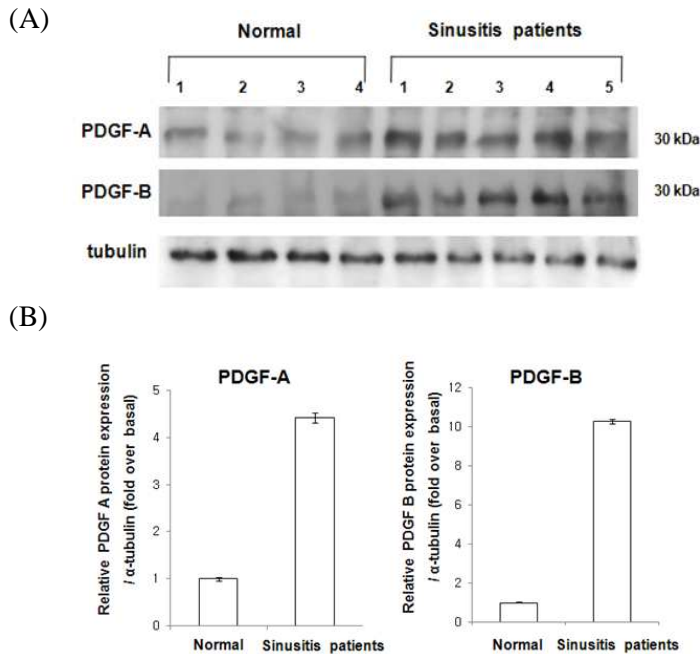 (A)
Normal Sinusitis patients
1 2 3 4 1 2 3 4 5
PDGF-A 30 kDa
PDGF-B 30 kDa
tubulin
(B)
PDGF-A
Relative PDGF A protein expression
/ α-tubulin (fold over basal)
5
4
3
2
1
0
Normal Sinusitis patients
PDGF-B
Relative PDGF B protein expression
/ α-tubulin (fold over basal)
12
10
8
6
4
2
0
Normal Sinusitis patients